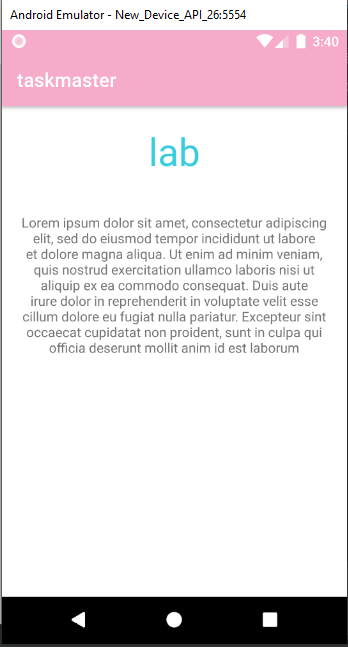 Android Emulator - New_Device_API_26:5554
3:40
taskmaster
lab
Lorem ipsum dolor sit amet, consectetur adipiscing
elit, sed do eiusmod tempor incididunt ut labore
et dolore magna aliqua. Ut enim ad minim veniam,
quis nostrud exercitation ullamco laboris nisi ut
aliquip ex ea commodo consequat. Duis aute
irure dolor in reprehenderit in voluptate velit esse
cillum dolore eu fugiat nulla pariatur. Excepteur sint
occaecat cupidatat non proident, sunt in culpa qui
officia deserunt mollit anim id est laborum